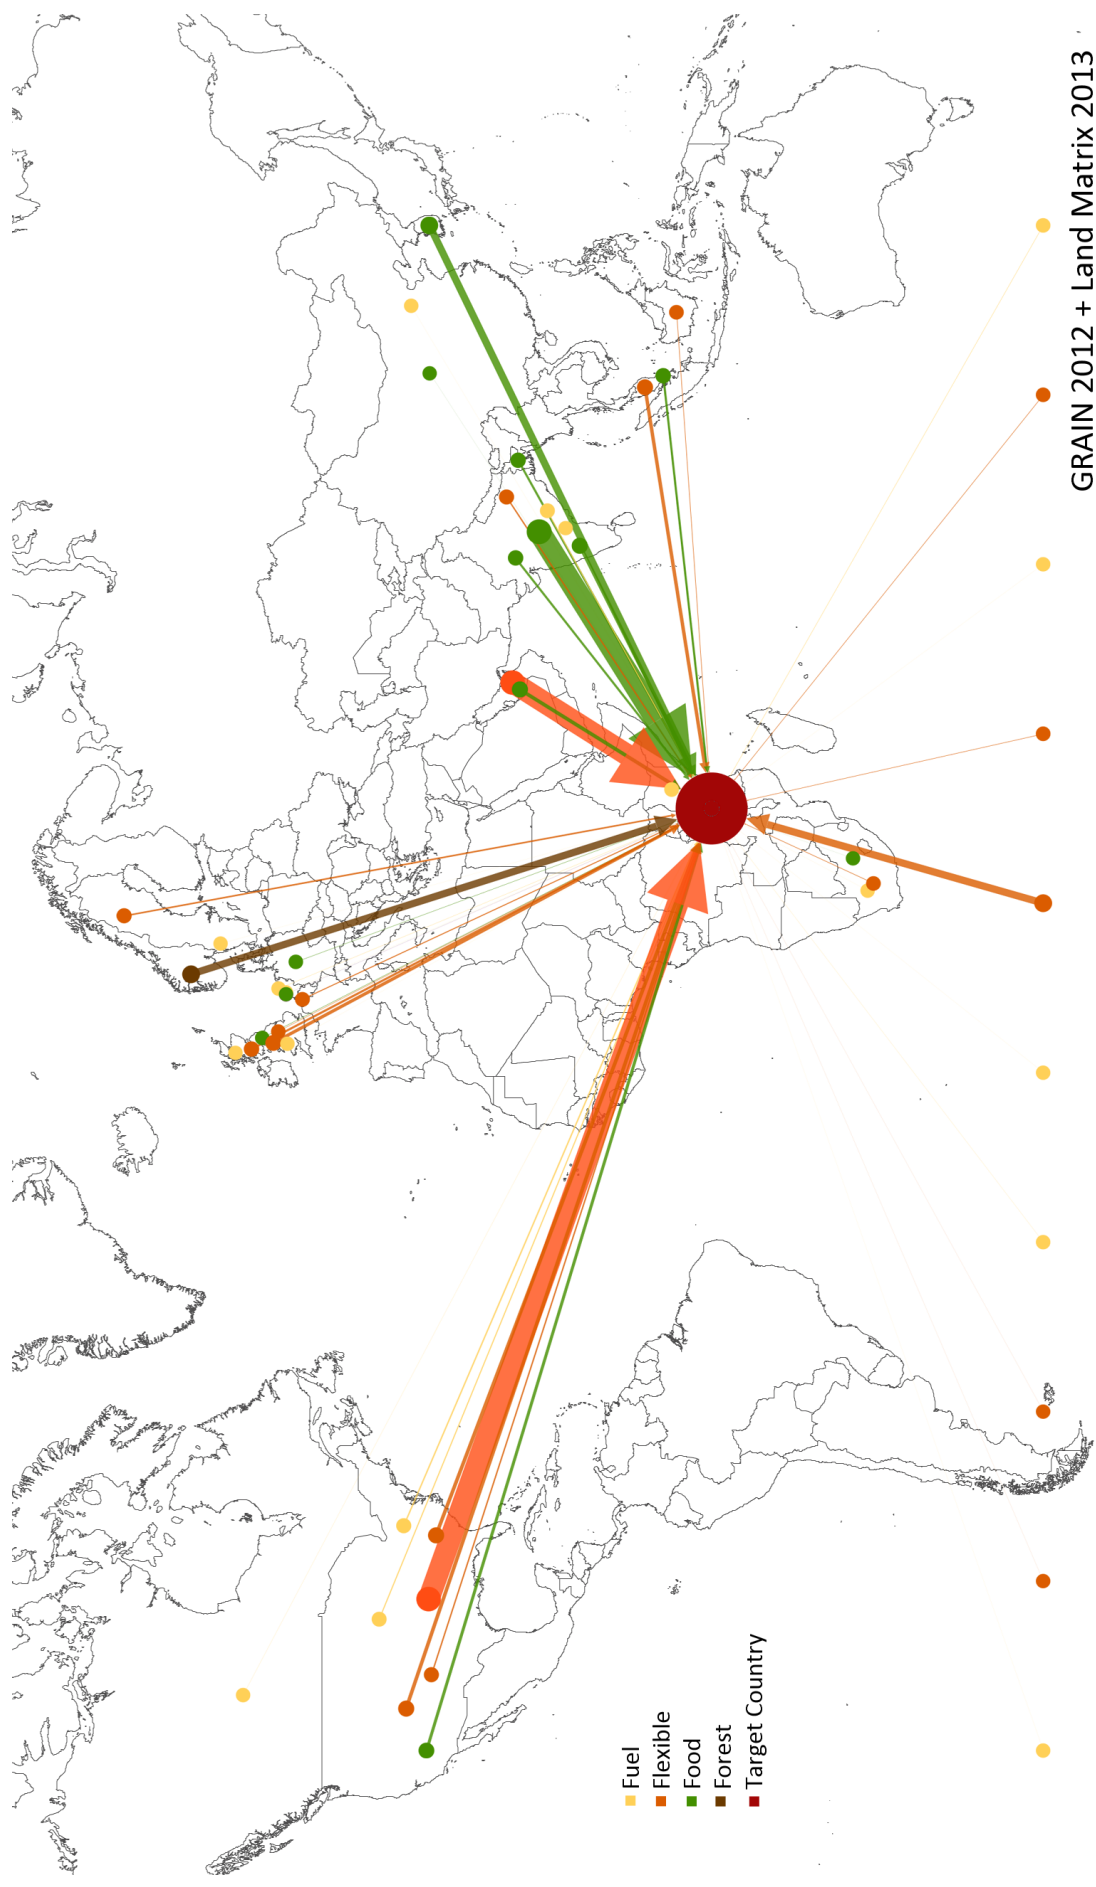 Fuel
Flexible
Food
Forest
Target Country
GRAIN 2012 + Land Matrix 2013